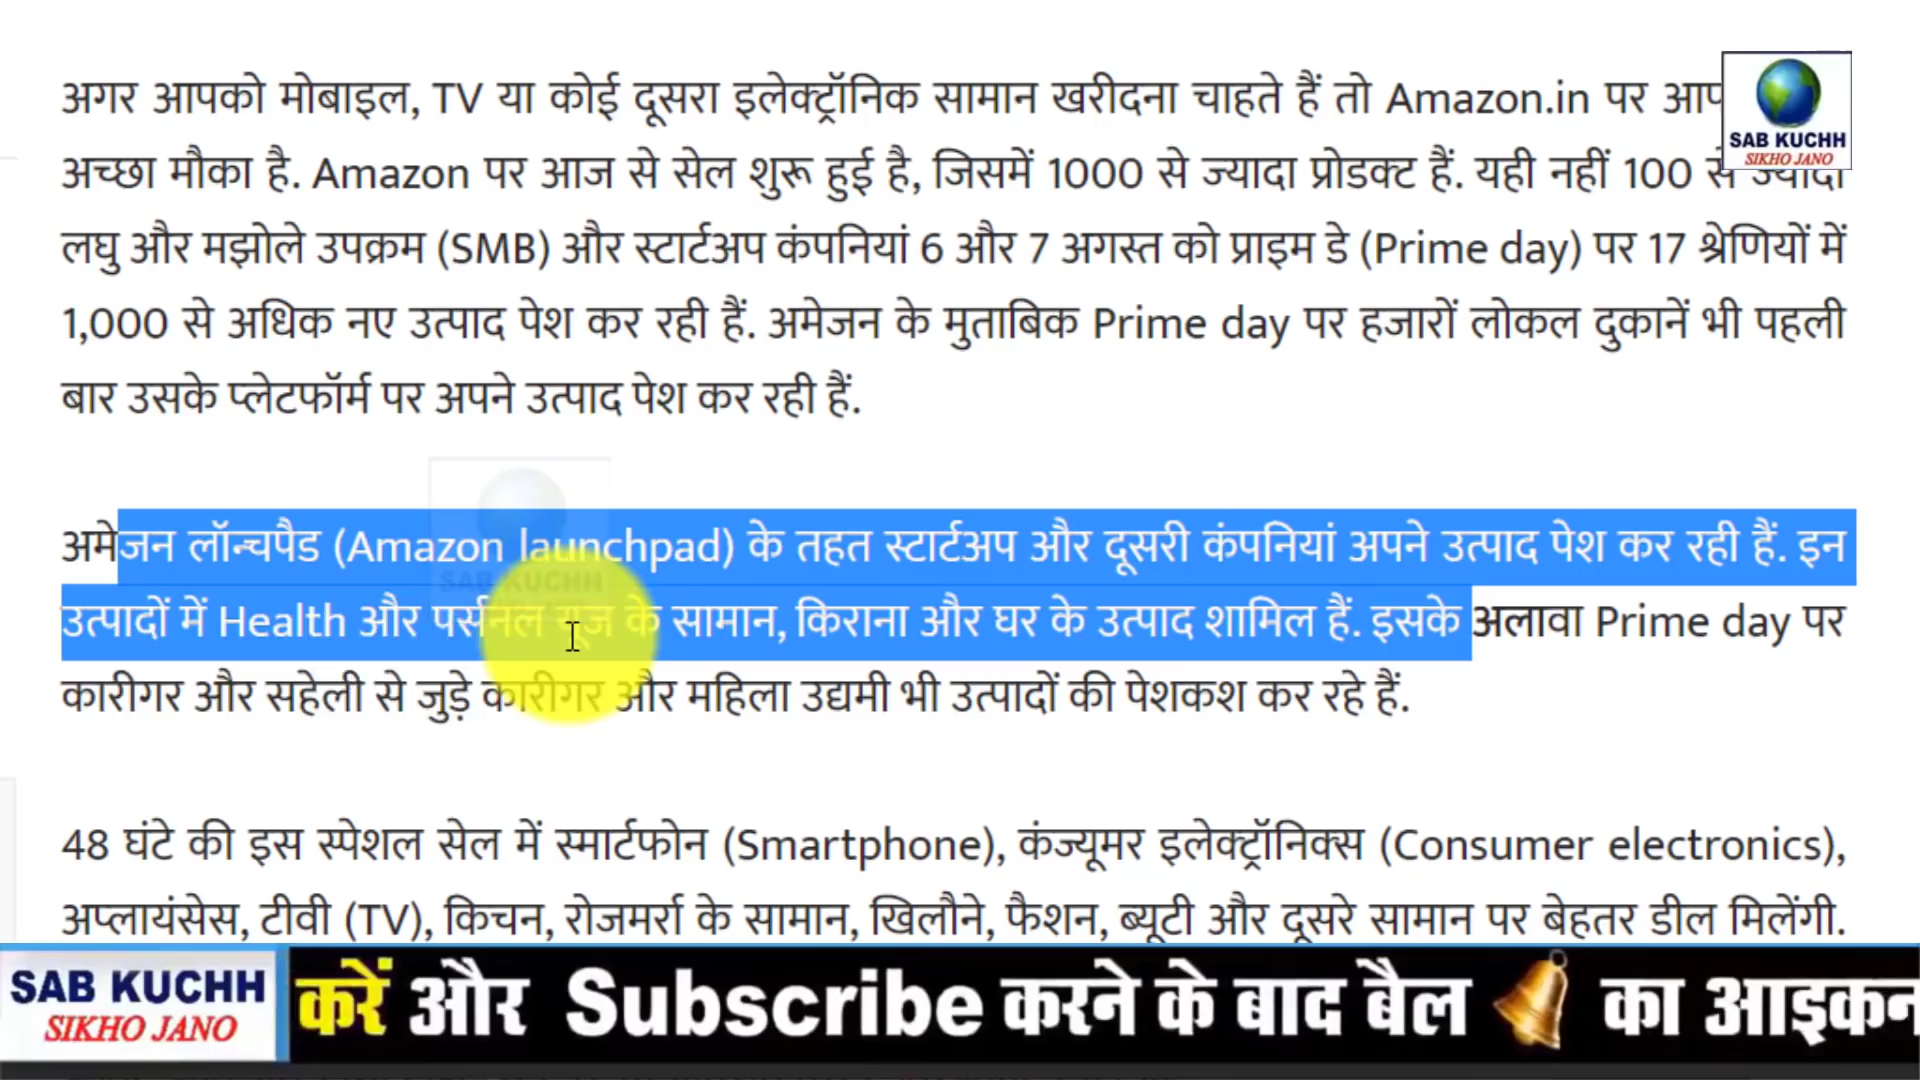 अगर आपको मोबाइल, TV या कोई दूसरा इलेक्ट्रॉनिक सामान खरीदना चाहते हैं तो Amazon.in पर
SAB KUCHH
SIKHO JANO
अच्छा मौका है. Amazon पर आज से सेल शुरू हुई है, जिसमें 1000 से ज्यादा प्रोडक्ट हैं. यही नहीं 100 से ज्यादा
लघु और मझोले उपक्रम (SMB) और स्टार्टअप कंपनियां 6 और 7 अगस्त को प्राइम डे (Prime day) पर 17 श्रेणियों में
1,000 से अधिक नए उत्पाद पेश कर रही हैं. अमेजन के मुताबिक Prime day पर हजारों लोकल दुकानें भी पहली
बार उसके प्लेटफॉर्म पर अपने उत्पाद पेश कर रही हैं.
अमेजन लॉन्चपैड (Amazon launchpad) के तहत स्टार्टअप और दूसरी कंपनियां अपने उत्पाद पेश कर रही हैं. इन
SAB KUCHH
उत्पादों में Health और पर्सनल यूज के सामान, किराना और घर के उत्पाद शामिल हैं. इसके अलावा Prime day पर
कारीगर और सहेली से जुड़े कारीगर और महिला उद्यमी भी उत्पादों की पेशकश कर रहे हैं.
48 घंटे की इस स्पेशल सेल में स्मार्टफोन (Smartphone), कंज्यूमर इलेक्ट्रॉनिक्स (Consumer electronics),
अप्लायंसेस, टीवी (TV), किचन, रोजमर्रा के सामान, खिलौने, फैशन, ब्यूटी और दूसरे सामान पर बेहतर डील मिलेंगी.
SAB KUCHH
SIKHO JANO
करें और Subscribe करने के बाद बैल का आइकन